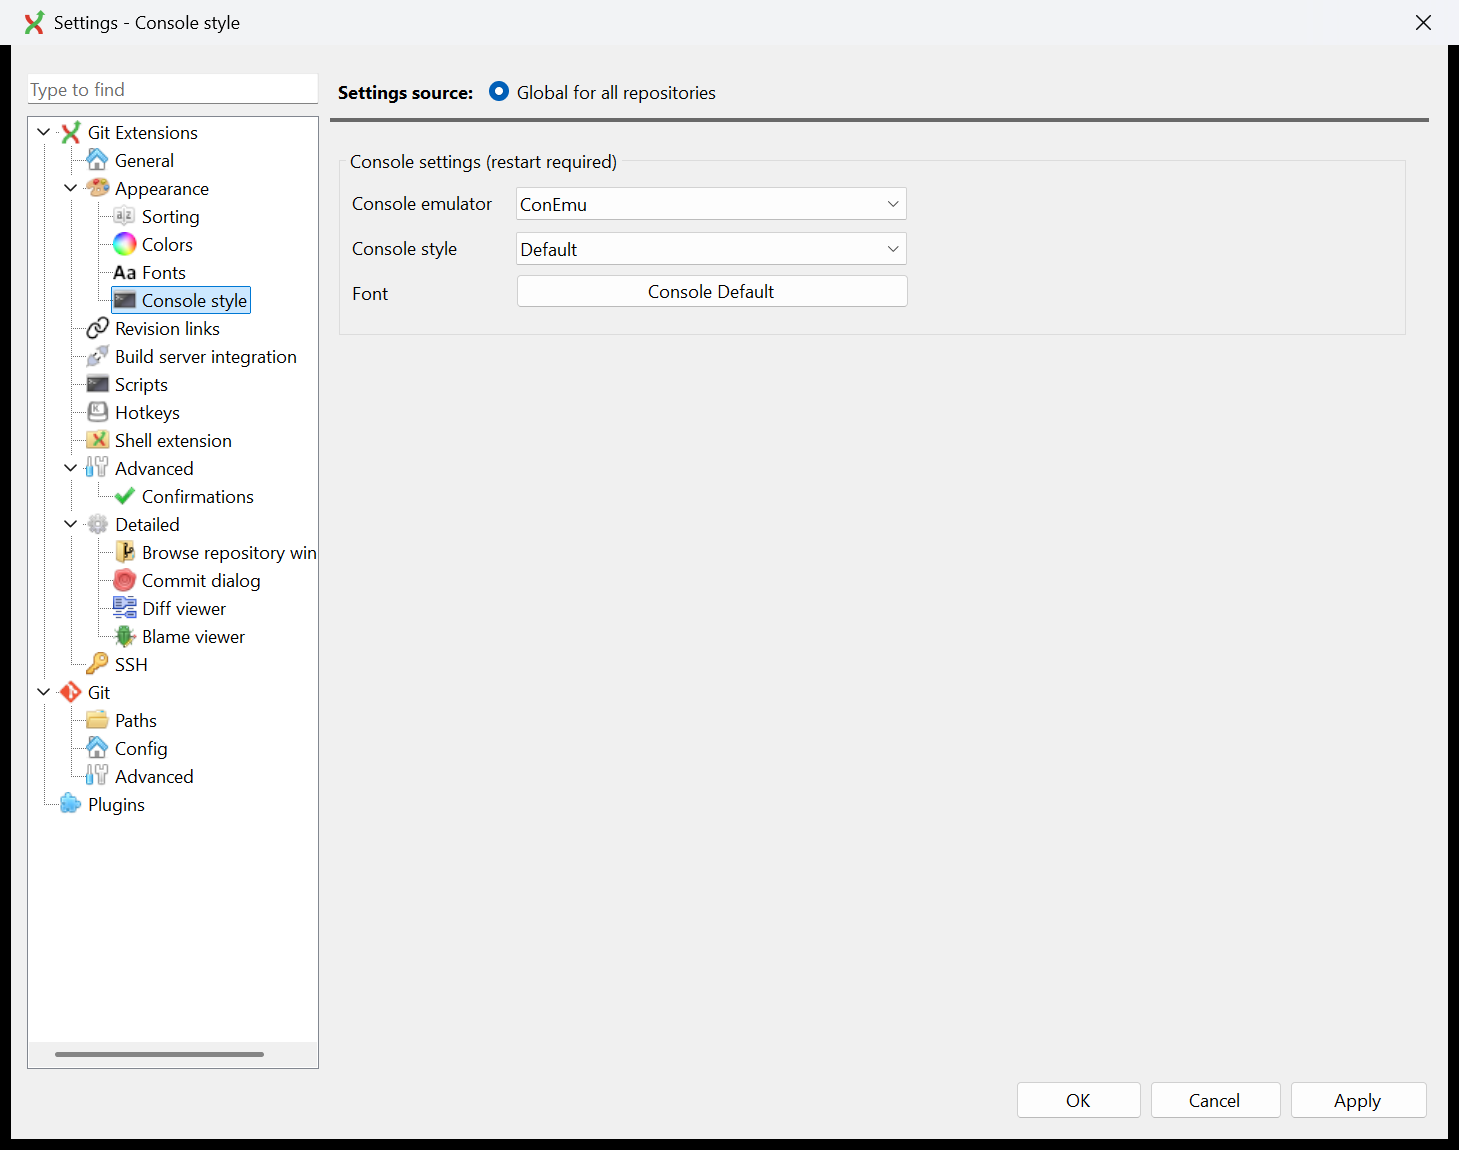 Settings - Console style
Type to find
Settings source: Global for all repositories
Git Extensions
General
Appearance
Sorting
Colors
Aa Fonts
Console style
Revision links
Build server integration
Scripts
Hotkeys
Shell extension
Advanced
Confirmations
Detailed
Browse repository win
Commit dialog
Diff viewer
Blame viewer
SSH
Git
Paths
Config
Advanced
Plugins
Console settings (restart required)
Console emulator ConEmu
Console style Default
Font Console Default
OK Cancel Apply